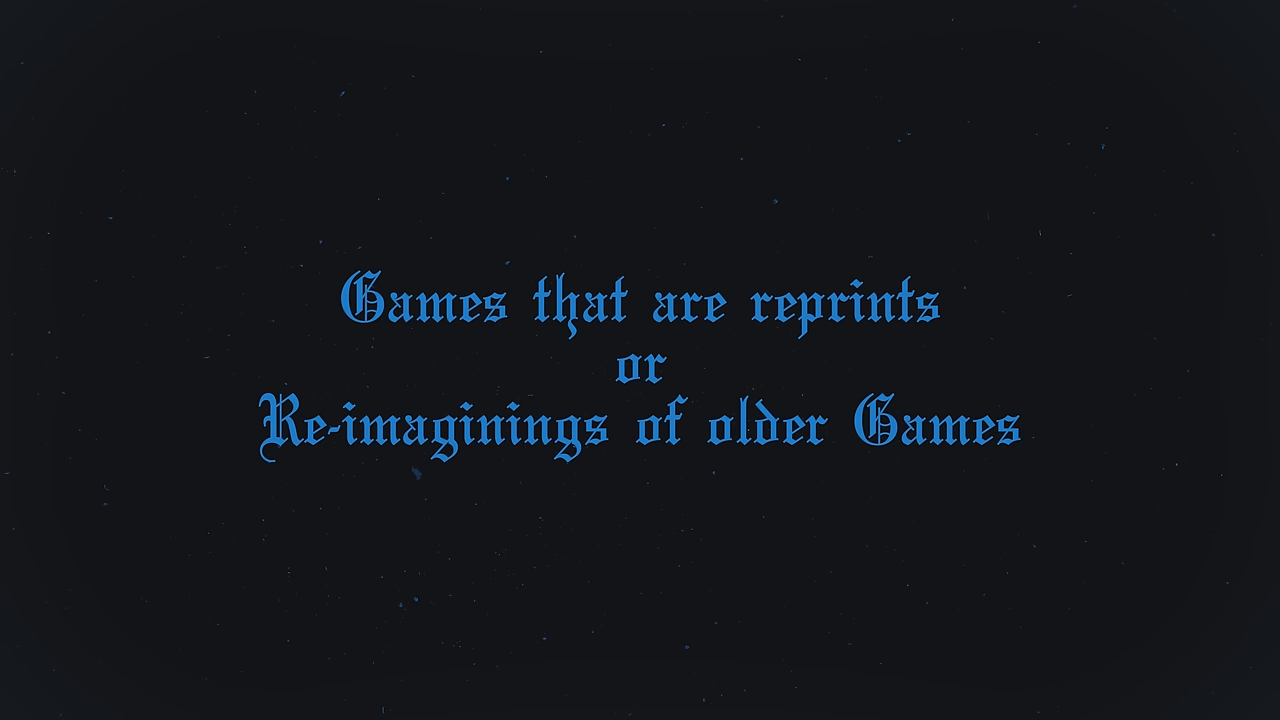 Games that are reprints
or
Re-imaginings of older Games